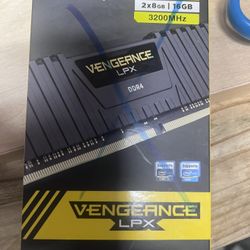 2x8GB | 16GB
3200MHz
VENGEANCE
LPX
DDR4
VENGEANCE
LPX